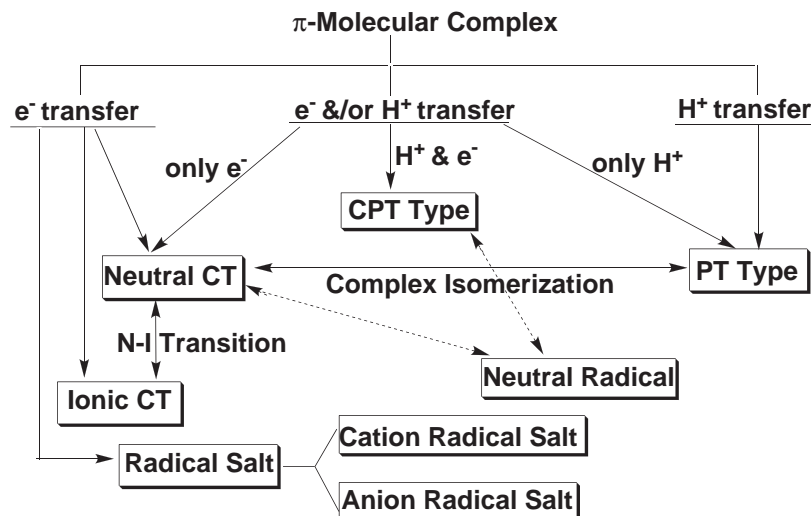 π-Molecular Complex
e⁻ transfer
e⁻ &/or H⁺ transfer
H⁺ transfer
only e⁻
H⁺ & e⁻
only H⁺
CPT Type
Neutral CT
Complex Isomerization
PT Type
N-I Transition
Neutral Radical
Ionic CT
Cation Radical Salt
Radical Salt
Anion Radical Salt